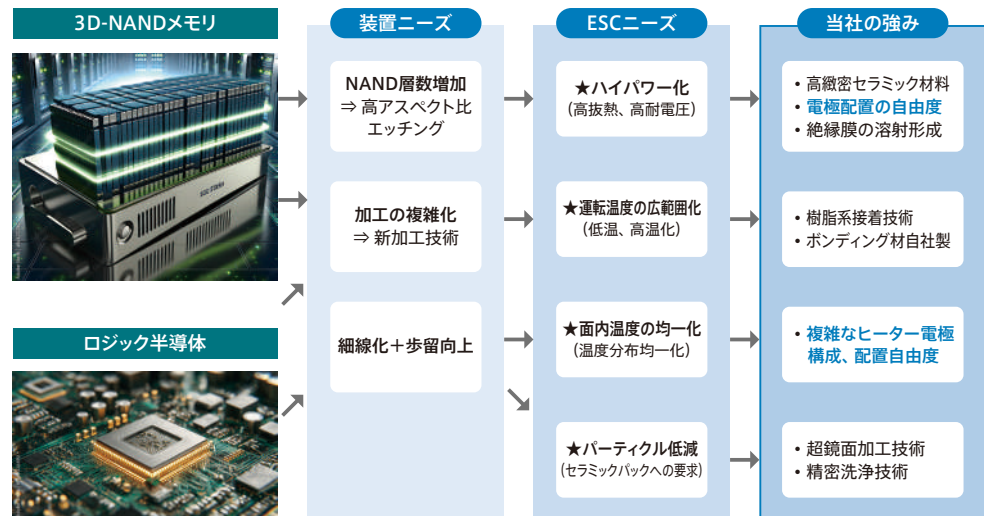 3D-NANDメモリ
ロジック半導体
装置ニーズ
NAND層数増加
⇒ 高アスペクト比
エッチング
加工の複雑化
⇒ 新加工技術
細線化＋歩留向上
ESCニーズ
★ハイパワー化
(高抜熱、高耐電圧)
★運転温度の広範囲化
(低温、高温化)
★面内温度の均一化
(温度分布均一化)
★パーティクル低減
(セラミックパックへの要求)
当社の強み
• 高緻密セラミック材料
• 電極配置の自由度
• 絶縁膜の溶射形成
• 樹脂系接着技術
• ボンディング材自社製
• 複雑なヒーター電極
構成、配置自由度
• 超鏡面加工技術
• 精密洗浄技術